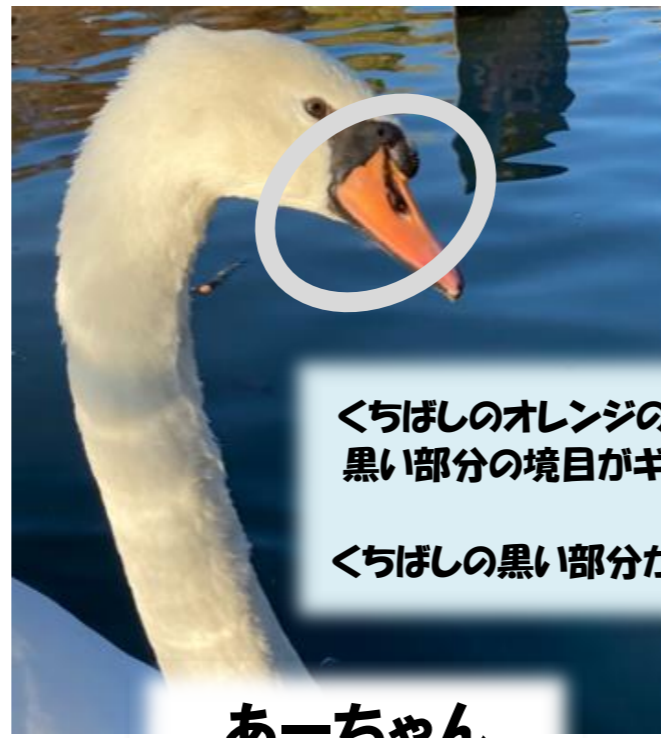 くちばしのオレンジの
黒い部分の境目がギ
くちばしの黒い部分が
あーちゃん